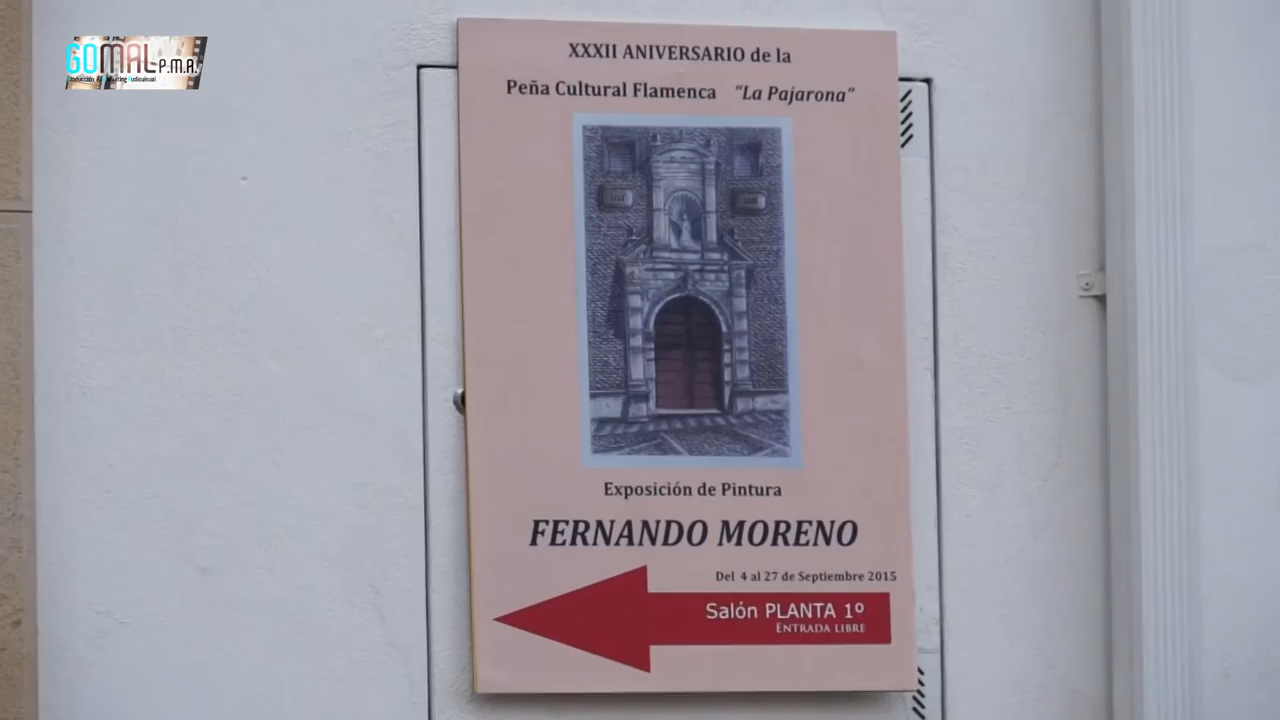 GOMAL P.M.A.
XXXII ANIVERSARIO de la
Peña Cultural Flamenca "La Pajarona"
Exposición de Pintura
FERNANDO MORENO
Del 4 al 27 de Septiembre 2015
Salón PLANTA 1º
ENTRADA LIBRE